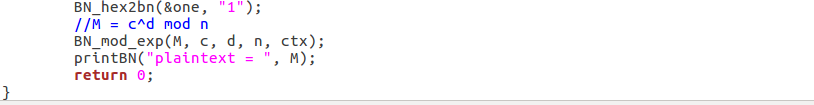 BN_hex2bn(&one, "1");
//M = c^d mod n
BN_mod_exp(M, c, d, n, ctx);
printBN("plaintext = ", M);
return 0;
}